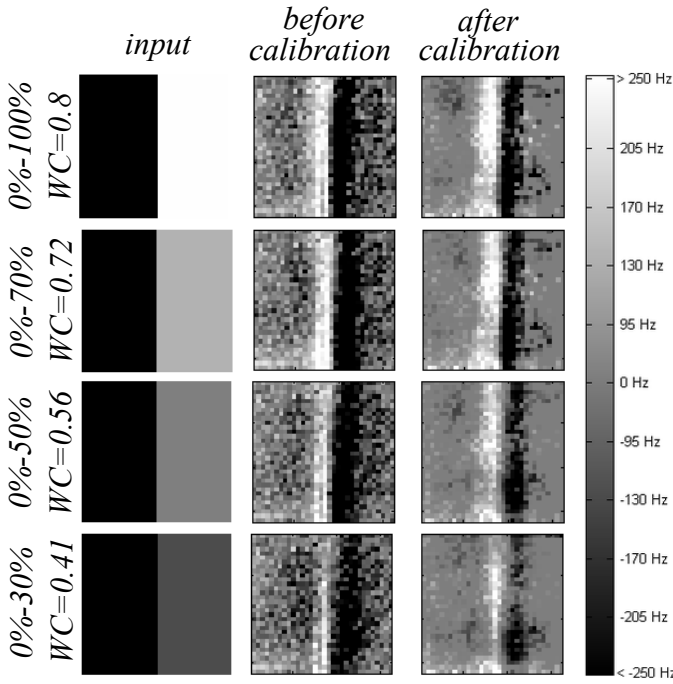 input
before
calibration
after
calibration
0%-100%
WC=0.8
0%-70%
WC=0.72
0%-50%
WC=0.56
0%-30%
WC=0.41
> 250 Hz
205 Hz
170 Hz
130 Hz
95 Hz
0 Hz
-95 Hz
-130 Hz
-170 Hz
-205 Hz
< -250 Hz